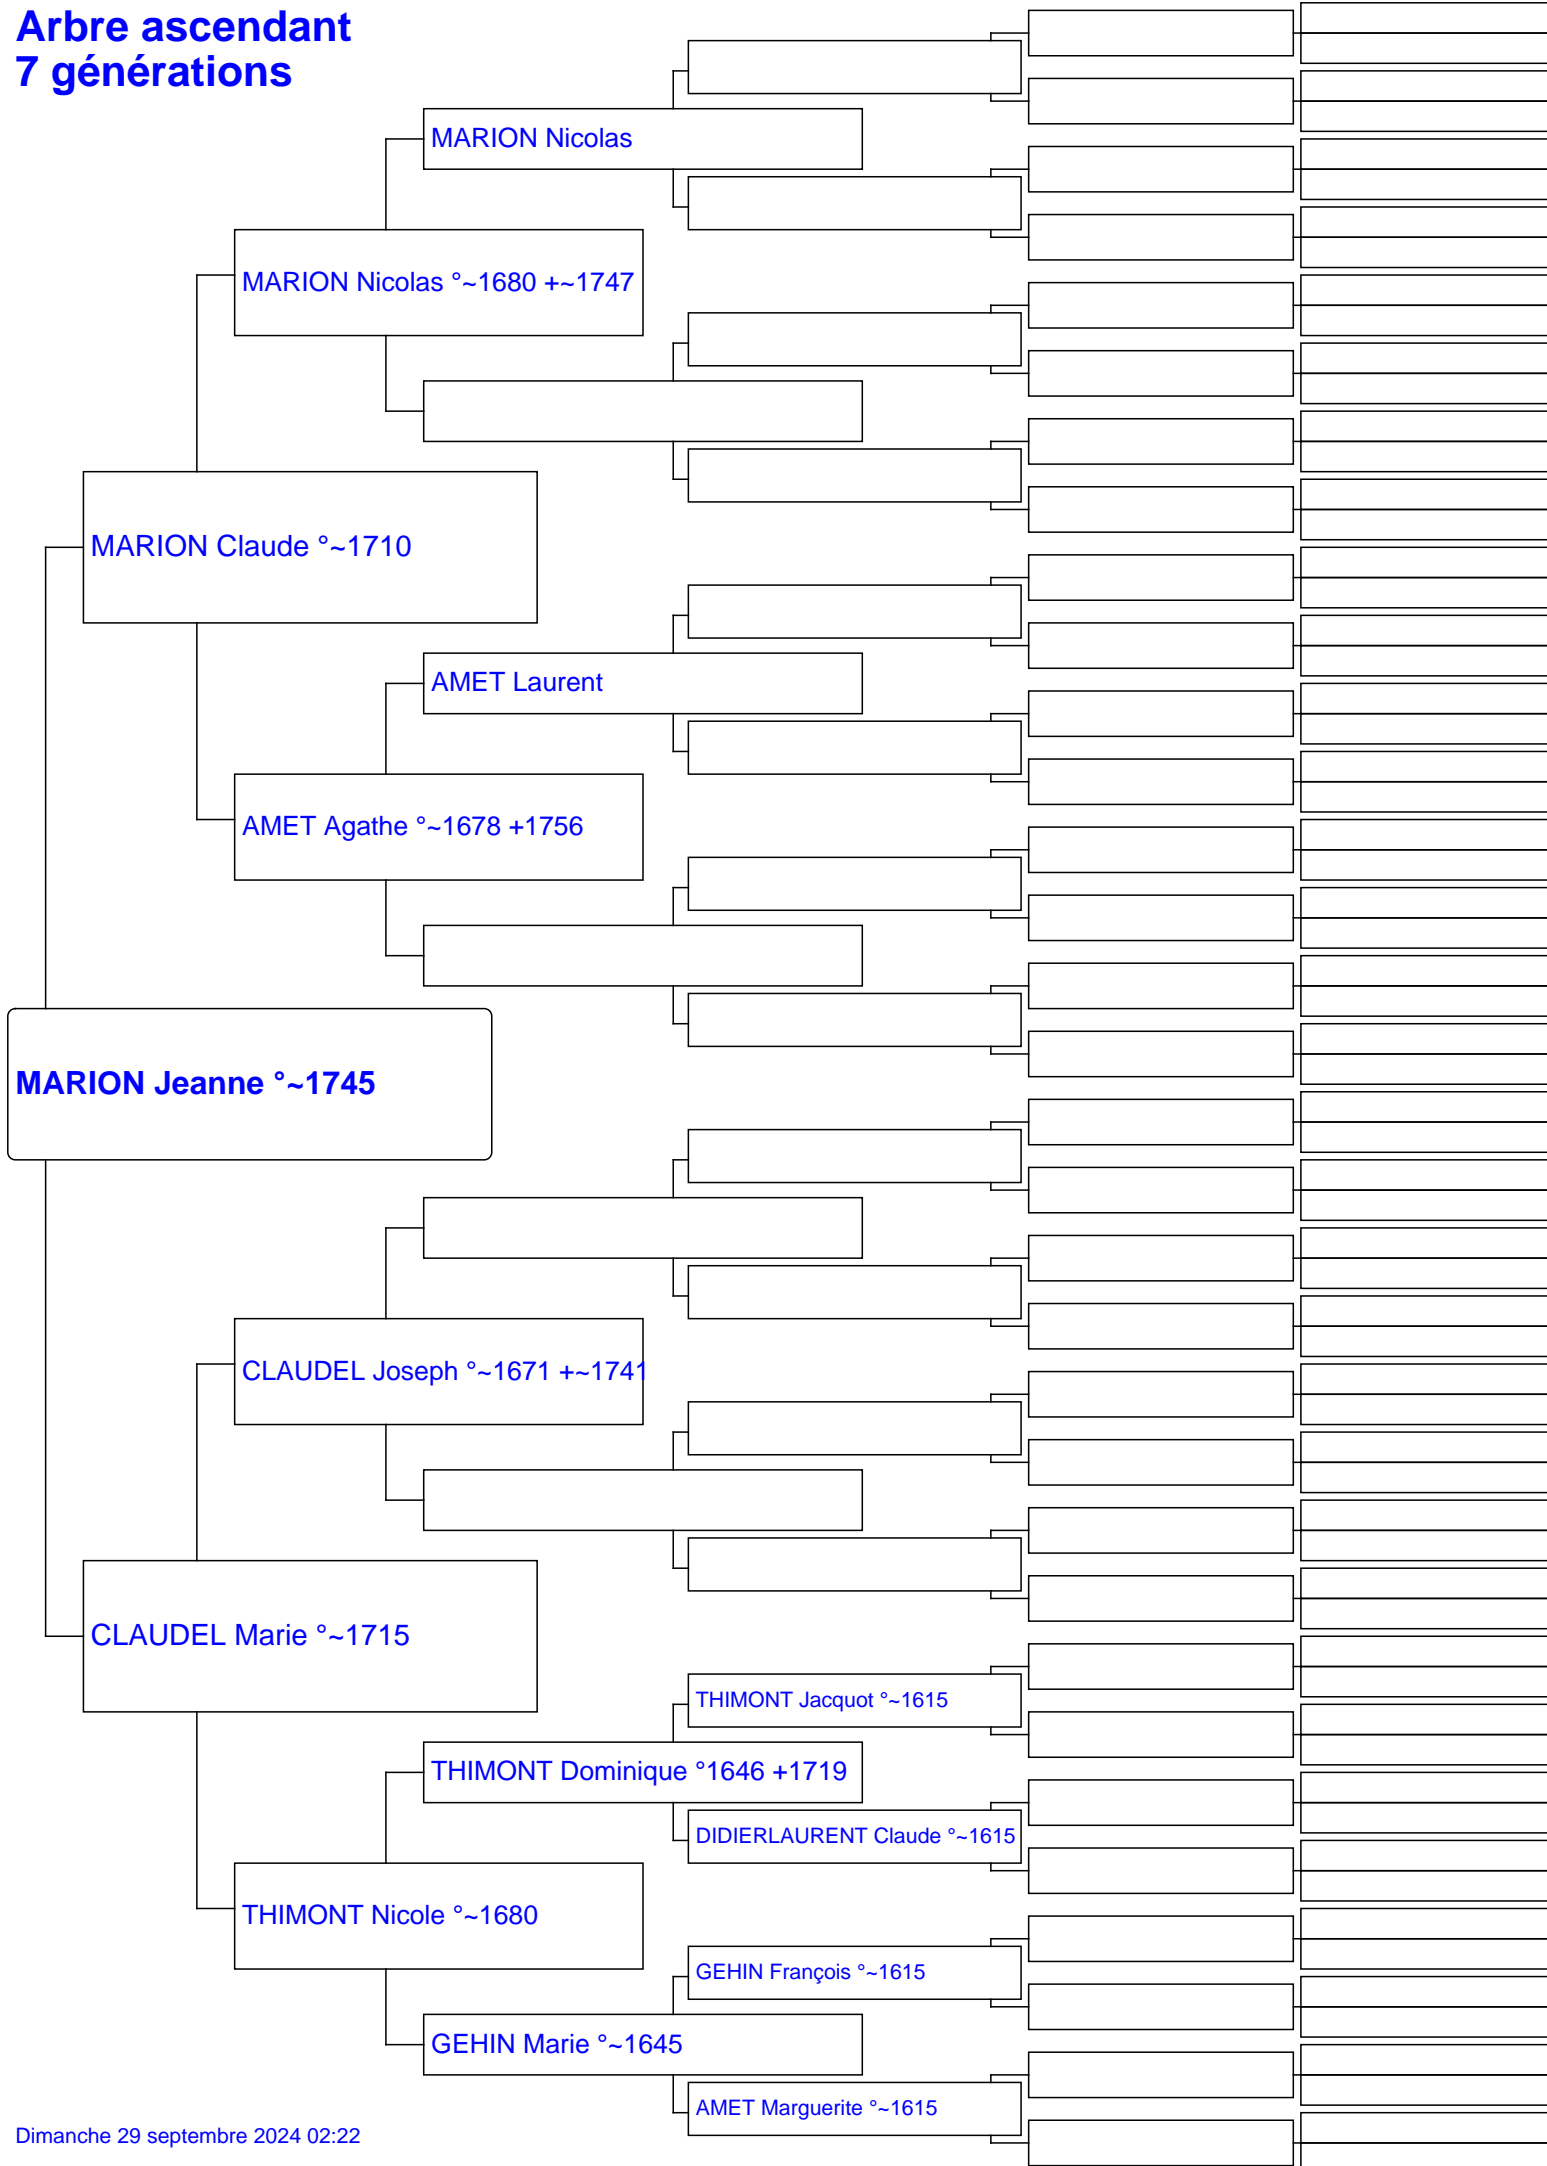 Arbre ascendant
7 générations
MARION Nicolas
MARION Nicolas °~1680 +~1747
MARION Claude °~1710
AMET Laurent
AMET Agathe °~1678 +1756
MARION Jeanne °~1745
CLAUDEL Joseph °~1671 +~1741
CLAUDEL Marie °~1715
THIMONT Jacquot °~1615
THIMONT Dominique °1646 +1719
DIDIERLAURENT Claude °~1615
THIMONT Nicole °~1680
GEHIN François °~1615
GEHIN Marie °~1645
AMET Marguerite °~1615
Dimanche 29 septembre 2024 02:22